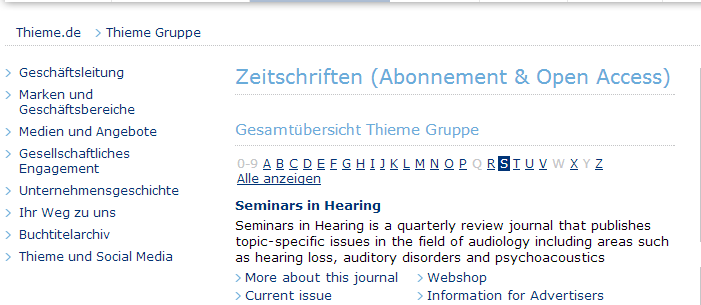 Thieme.de > Thieme Gruppe
Geschäftsleitung
Marken und
Geschäftsbereiche
Medien und Angebote
Gesellschaftliches
Engagement
Unternehmensgeschichte
Ihr Weg zu uns
Buchtitelarchiv
Thieme und Social Media
Zeitschriften (Abonnement & Open Access)
Gesamtübersicht Thieme Gruppe
0-9 A B C D E F G H I J K L M N O P Q R S T U V W X Y Z
Alle anzeigen
Seminars in Hearing
Seminars in Hearing is a quarterly review journal that publishes
topic-specific issues in the field of audiology including areas such
as hearing loss, auditory disorders and psychoacoustics
More about this journal Webshop
Current issue Information for Advertisers